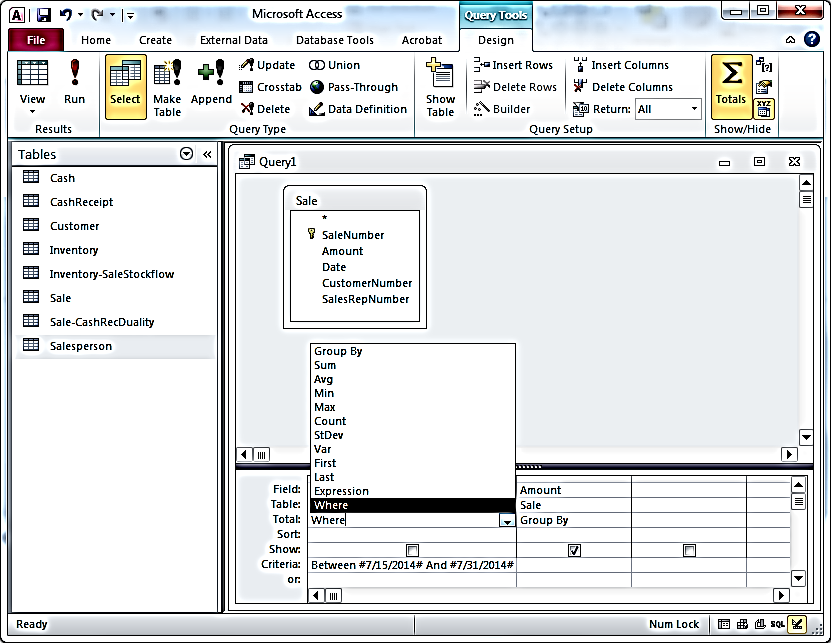 A
Microsoft Access
Query Tools
File Home Create External Data Database Tools Acrobat Design
View
Run
Results
Select
Make Table
Append
Update
Crosstab
Delete
Union
Pass-Through
Data Definition
Query Type
Show Table
Insert Rows
Delete Rows
Builder
Insert Columns
Delete Columns
Return: All
Query Setup
Σ
Totals
XYZ
Show/Hide
Tables
Cash
CashReceipt
Customer
Inventory
Inventory-SaleStockflow
Sale
Sale-CashRecDuality
Salesperson
Query1
Sale
*
SaleNumber
Amount
Date
CustomerNumber
SalesRepNumber
Group By
Sum
Avg
Min
Max
Count
StDev
Var
First
Last
Expression
Where
Field: Amount
Table: Sale
Total: Where Group By
Sort:
Show:
Criteria: Between #7/15/2014# And #7/31/2014#
or:
Ready
Num Lock
SQL